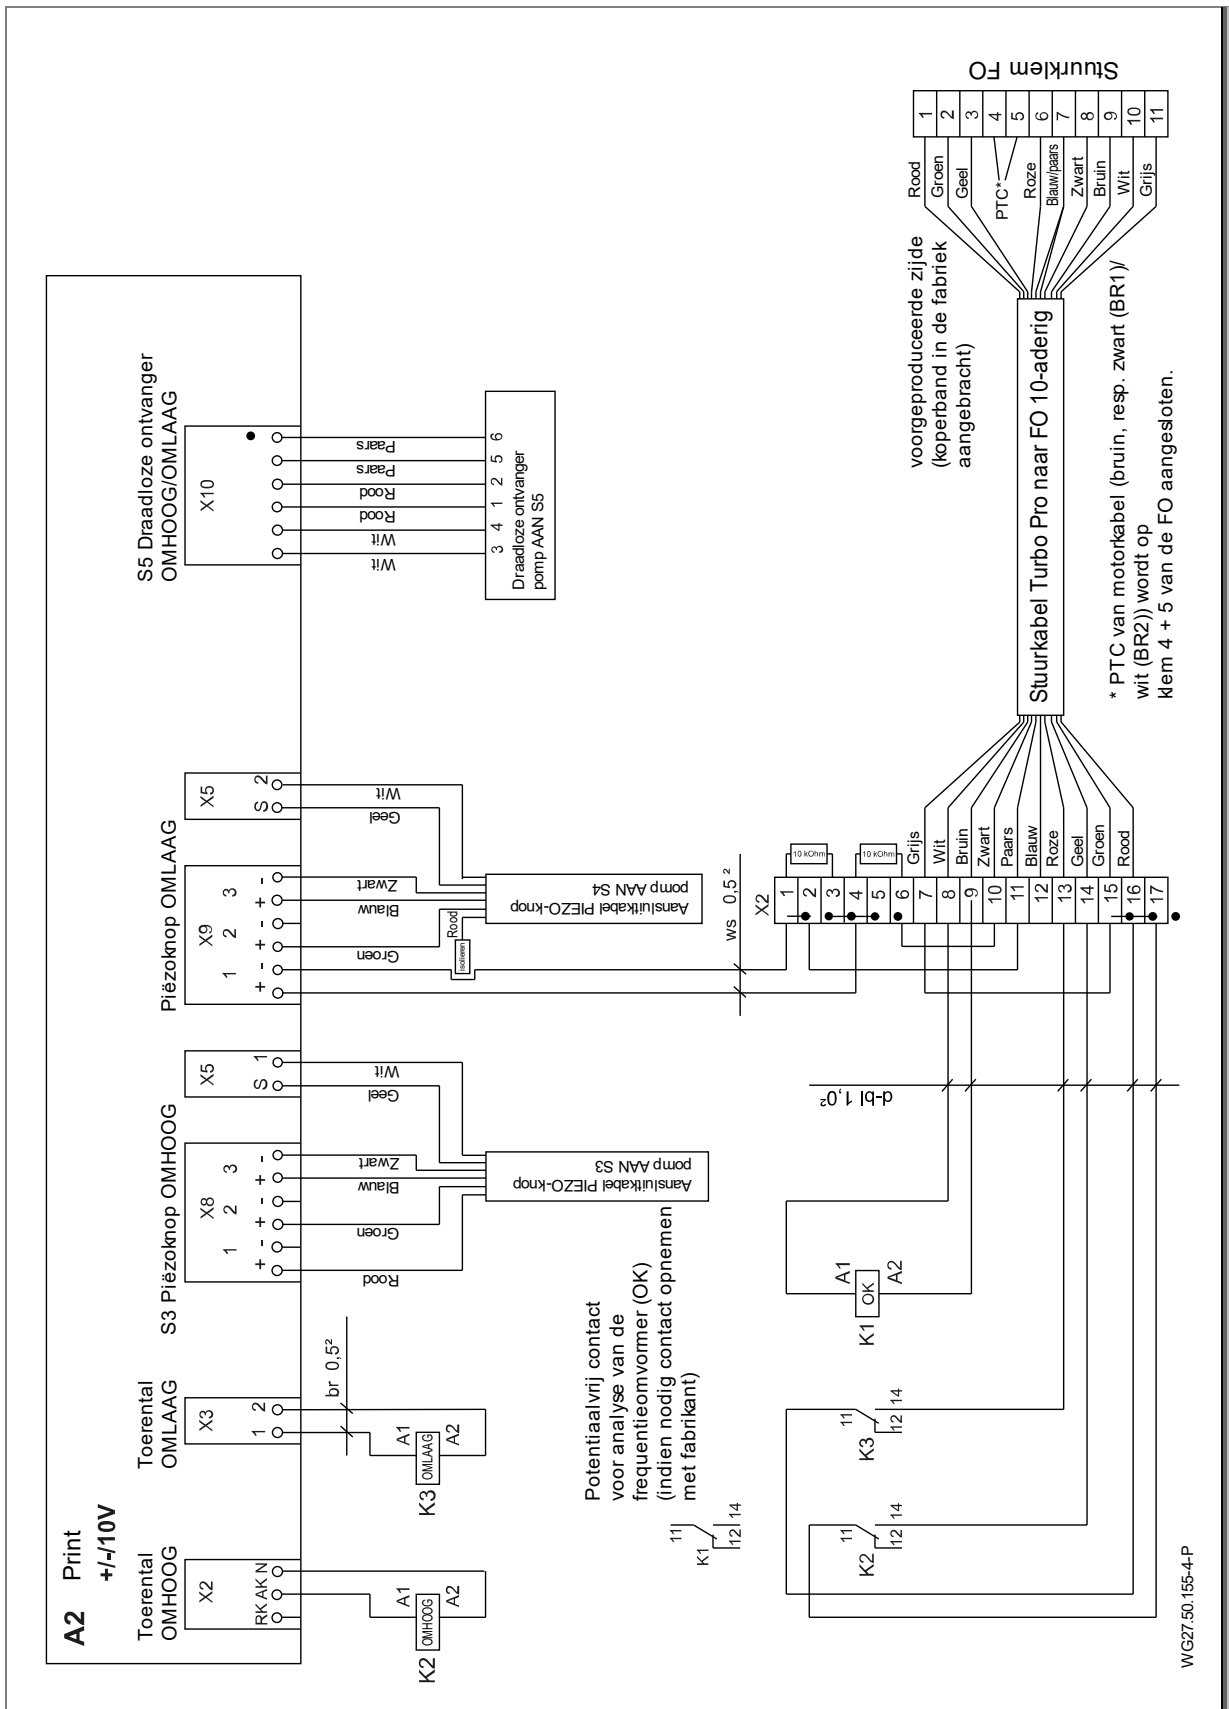 A2 Print
+/-/10V
Toerental
OMHOOG
X2
RK AK N
A1
A2
K2
OMHOOG
Toerental
OMLAAG
X3
1 2
br 0,5²
A1
A2
K3
OMLAAG
S3 Piëzoknop OMHOOG
X8
1 2 3
+ - + - + -
X5
S 1
Rood
Groen
Blauw
Zwart
Geel
Wit
Aansluitkabel PIEZO-knop
pomp AAN S3
Piëzoknop OMLAAG
X9
1 2 3
+ - + - + -
X5
S 2
Groen
Rood
isolieren
Blauw
Zwart
Geel
Wit
Aansluitkabel PIEZO-knop
pomp AAN S4
S5 Draadloze ontvanger
OMHOOG/OMLAAG
X10
Wit
Wit
Rood
Rood
Paars
Paars
3 4 1 2 5 6
Draadloze ontvanger
pomp AAN S5
Potentiaalvrij contact
voor analyse van de
frequentieomvormer (OK)
(indien nodig contact opnemen
met fabrikant)
K1
11
12
14
K2
11
12
14
K3
11
12
14
K1
OK
A1
A2
d-bl 1,0²
ws 0,5²
X2
1
2
3
4
5
6
7
8
9
10
11
12
13
14
15
16
17
10 kOhm
10 kOhm
Grijs
Wit
Bruin
Zwart
Paars
Blauw
Roze
Geel
Groen
Rood
Stuurkabel Turbo Pro naar FO 10-aderig
voorgeproduceerde zijde
(koperband in de fabriek
aangebracht)
* PTC van motorkabel (bruin, resp. zwart (BR1)/
wit (BR2)) wordt op
klem 4 + 5 van de FO aangesloten.
Rood
Groen
Geel
PTC*
Roze
Blauw/paars
Zwart
Bruin
Wit
Grijs
1
2
3
4
5
6
7
8
9
10
11
Stuurklem FO
WG27.50.155-4-P